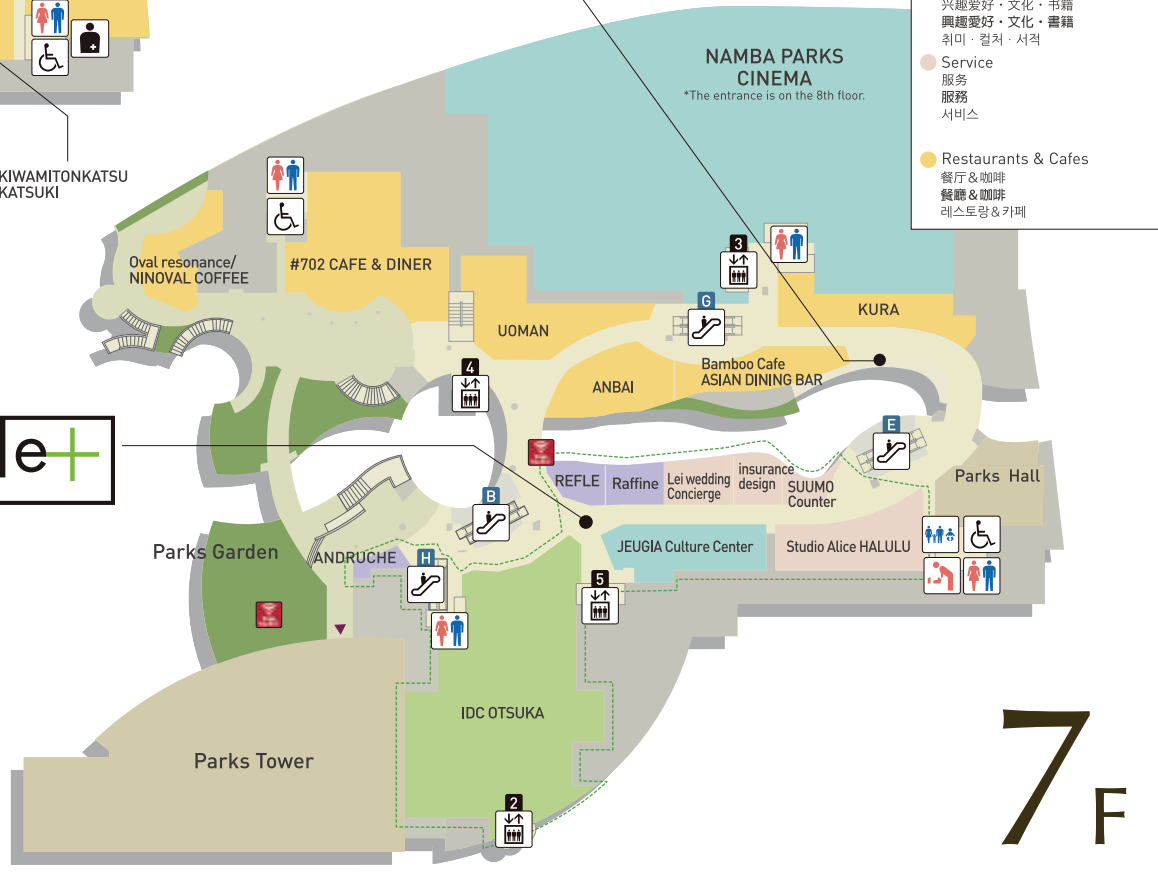 兴趣爱好・文化・书籍
興趣愛好・文化・書籍
취미・컬처・서적
Service
服务
服務
서비스
Restaurants & Cafes
餐厅&咖啡
餐廳&咖啡
레스토랑&카페
NAMBA PARKS
CINEMA
*The entrance is on the 8th floor.
KIWAMITONKATSU
KATSUKI
Oval resonance/
NINOVAL COFFEE
#702 CAFE & DINER
3
G
UOMAN
KURA
4
ANBAI
Bamboo Cafe
ASIAN DINING BAR
E
e+
REFLE
Raffine
Lei wedding
Concierge
insurance
design
SUUMO
Counter
Parks Hall
B
Parks Garden
ANDRUCHE
H
JEUGIA Culture Center
Studio Alice HALULU
5
IDC OTSUKA
Parks Tower
2
7F